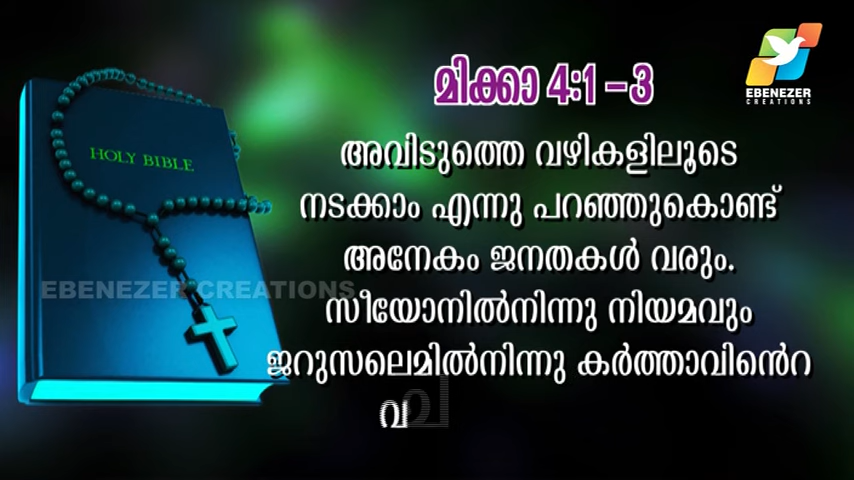 മിക്കാ 4:1 –3
EBENEZER
CREATIONS
HOLY BIBLE
അവിടുത്തെ വഴികളിലൂടെ
നടക്കാം എന്നു പറഞ്ഞുകൊണ്ട്
അനേകം ജനതകൾ വരും.
സീയോനിൽനിന്നു നിയമവും
ജറുസലെമിൽനിന്നു കർത്താവിൻെറ
EBENEZER CREATIONS